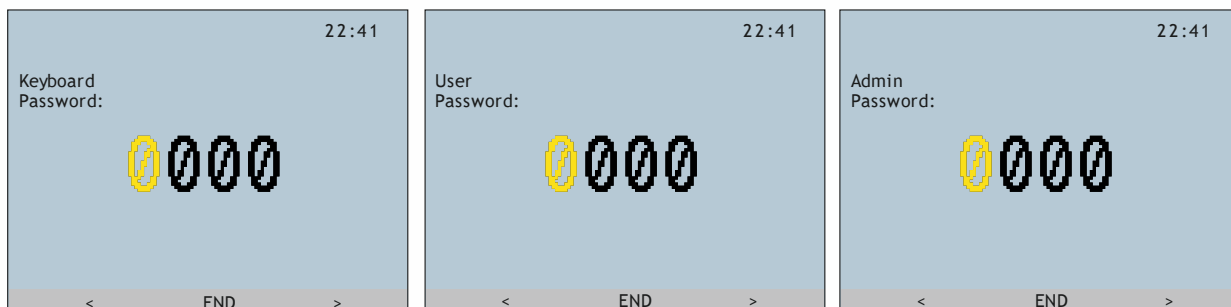 22:41
Keyboard
Password:
0000
< END >
22:41
User
Password:
0000
< END >
22:41
Admin
Password:
0000
< END >